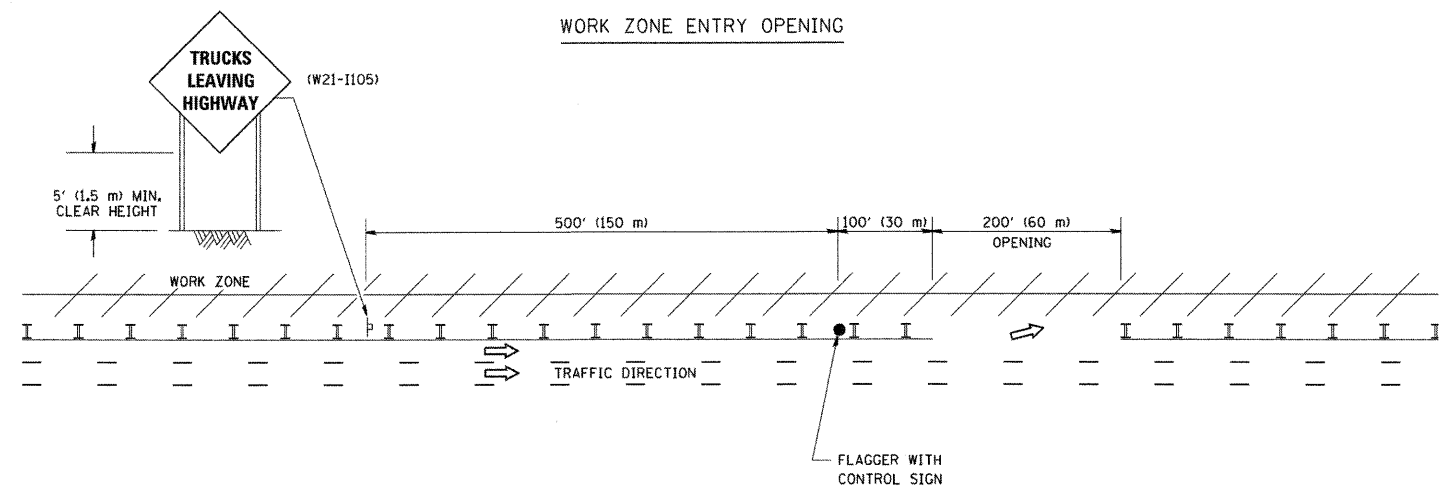 WORK ZONE ENTRY OPENING
TRUCKS
LEAVING
HIGHWAY
(W21-I105)
5' (1.5 m) MIN.
CLEAR HEIGHT
500' (150 m)
100' (30 m)
200' (60 m)
OPENING
WORK ZONE
TRAFFIC DIRECTION
FLAGGER WITH
CONTROL SIGN